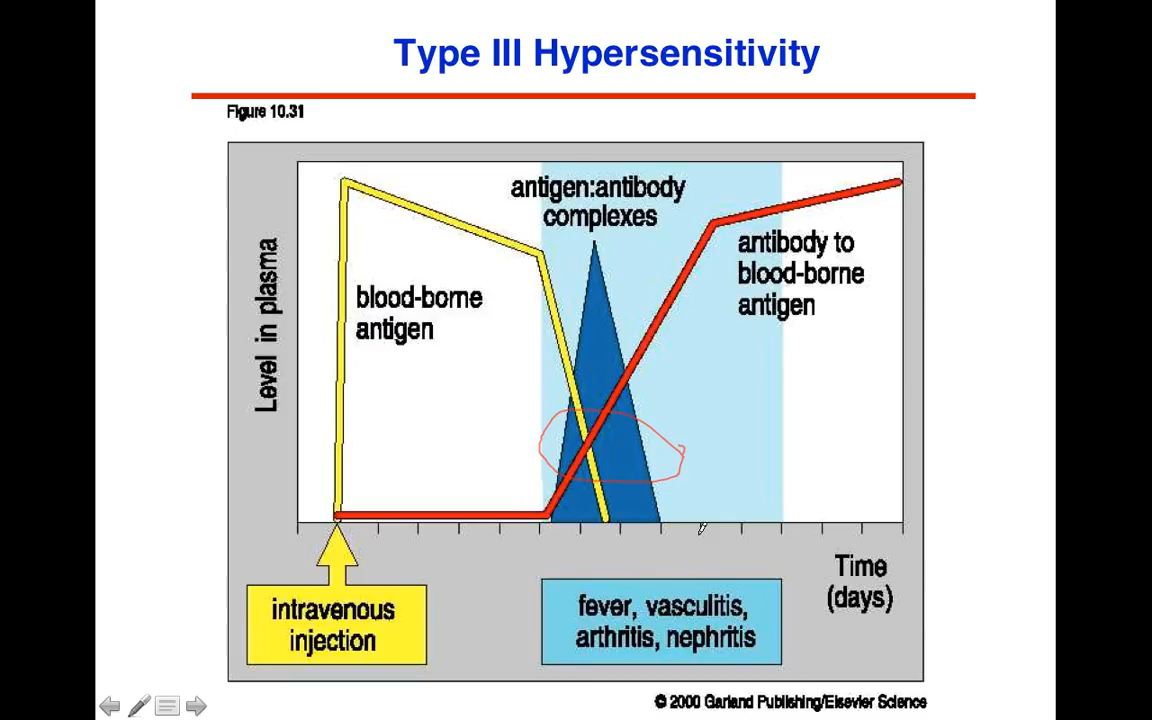 Type III Hypersensitivity
Figure 10.31
Level in plasma
blood-borne
antigen
antigen:antibody
complexes
antibody to
blood-borne
antigen
Time
(days)
intravenous
injection
fever, vasculitis,
arthritis, nephritis
© 2000 Garland Publishing/Elsevier Science